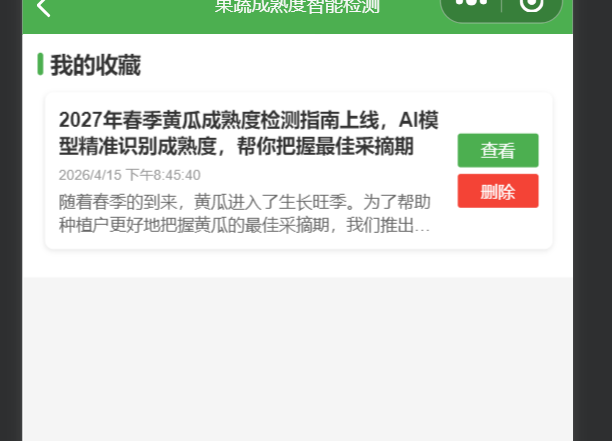 果蔬成熟度智能检测
我的收藏
2027年春季黄瓜成熟度检测指南上线，AI模
型精准识别成熟度，帮你把握最佳采摘期
2026/4/15 下午8:45:40
随着春季的到来，黄瓜进入了生长旺季。为了帮助
种植户更好地把握黄瓜的最佳采摘期，我们推出...
查看
删除